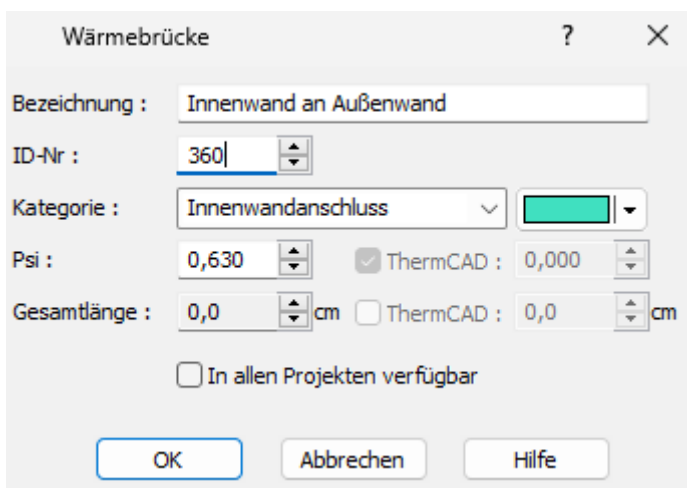 Wärmebrücke ?
Bezeichnung : Innenwand an Außenwand
ID-Nr : 360
Kategorie : Innenwandanschluss
Psi : 0,630 ThermCAD : 0,000
Gesamtlänge : 0,0 cm ThermCAD : 0,0 cm
In allen Projekten verfügbar
OK Abbrechen Hilfe